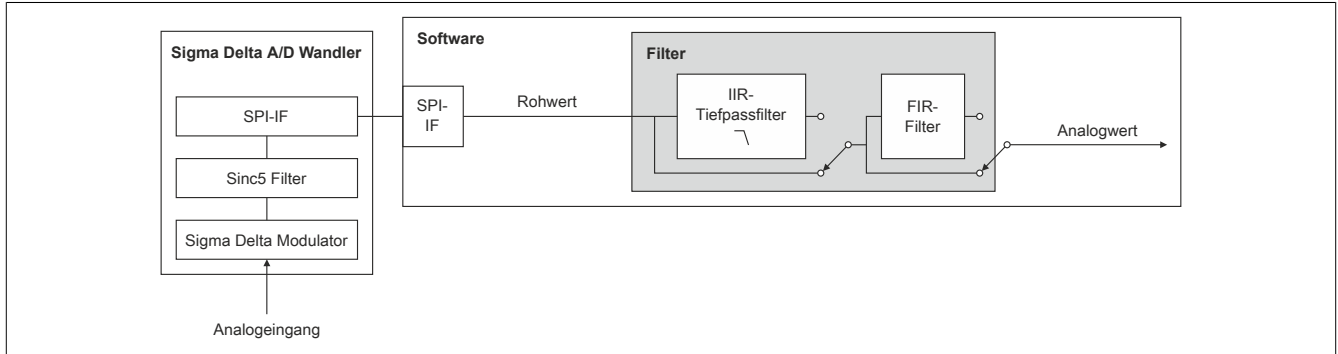 Software
Sigma Delta A/D Wandler
Filter
SPI-IF
SPI-
IF
Rohwert
IIR-
Tiefpassfilter
FIR-
Filter
Analogwert
Sinc5 Filter
Sigma Delta Modulator
Analogeingang